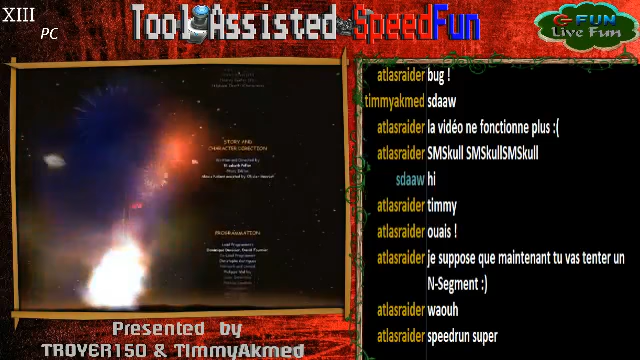 XIII
PC
Tool Assisted SpeedFun
G FUN
Live Fun
STORY AND
CHARACTER DIRECTION
PROGRAMMATION
Lead Programmers
atlasraider bug !
timmyakmed sdaaw
atlasraider la vidéo ne fonctionne plus :(
atlasraider SMSkull SMSkullSMSkull
sdaaw hi
atlasraider timmy
atlasraider ouais !
atlasraider je suppose que maintenant tu vas tenter un
N-Segment :)
atlasraider waouh
atlasraider speedrun super
Presented by
TROYER150 & TimmyAkmed